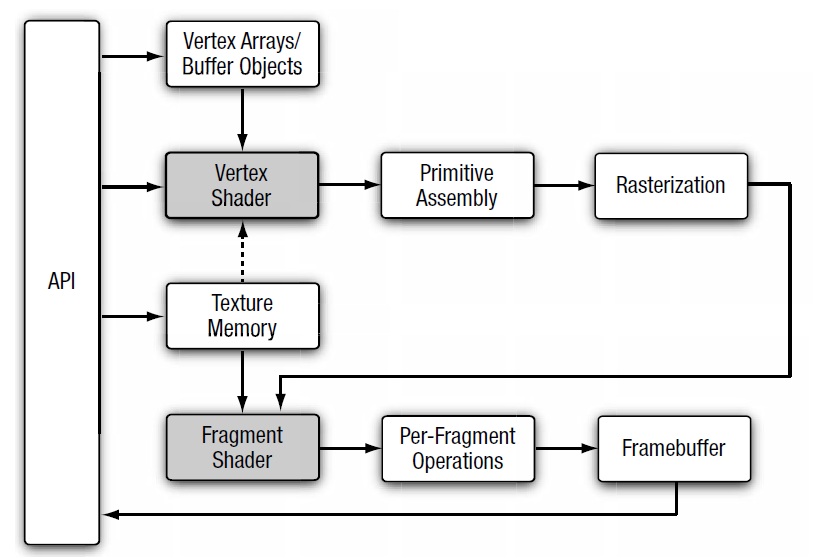 Vertex Arrays/
Buffer Objects
Vertex
Shader
Primitive
Assembly
Rasterization
API
Texture
Memory
Fragment
Shader
Per-Fragment
Operations
Framebuffer